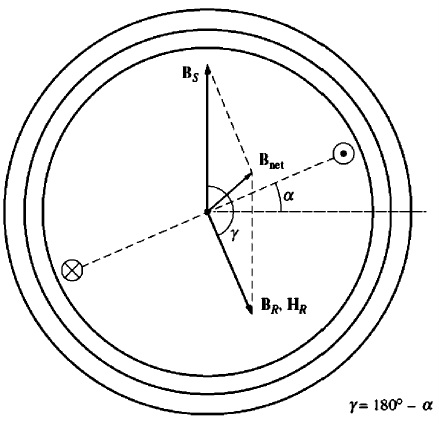 B_S
B_net
α
γ
B_R, H_R
γ = 180° – α